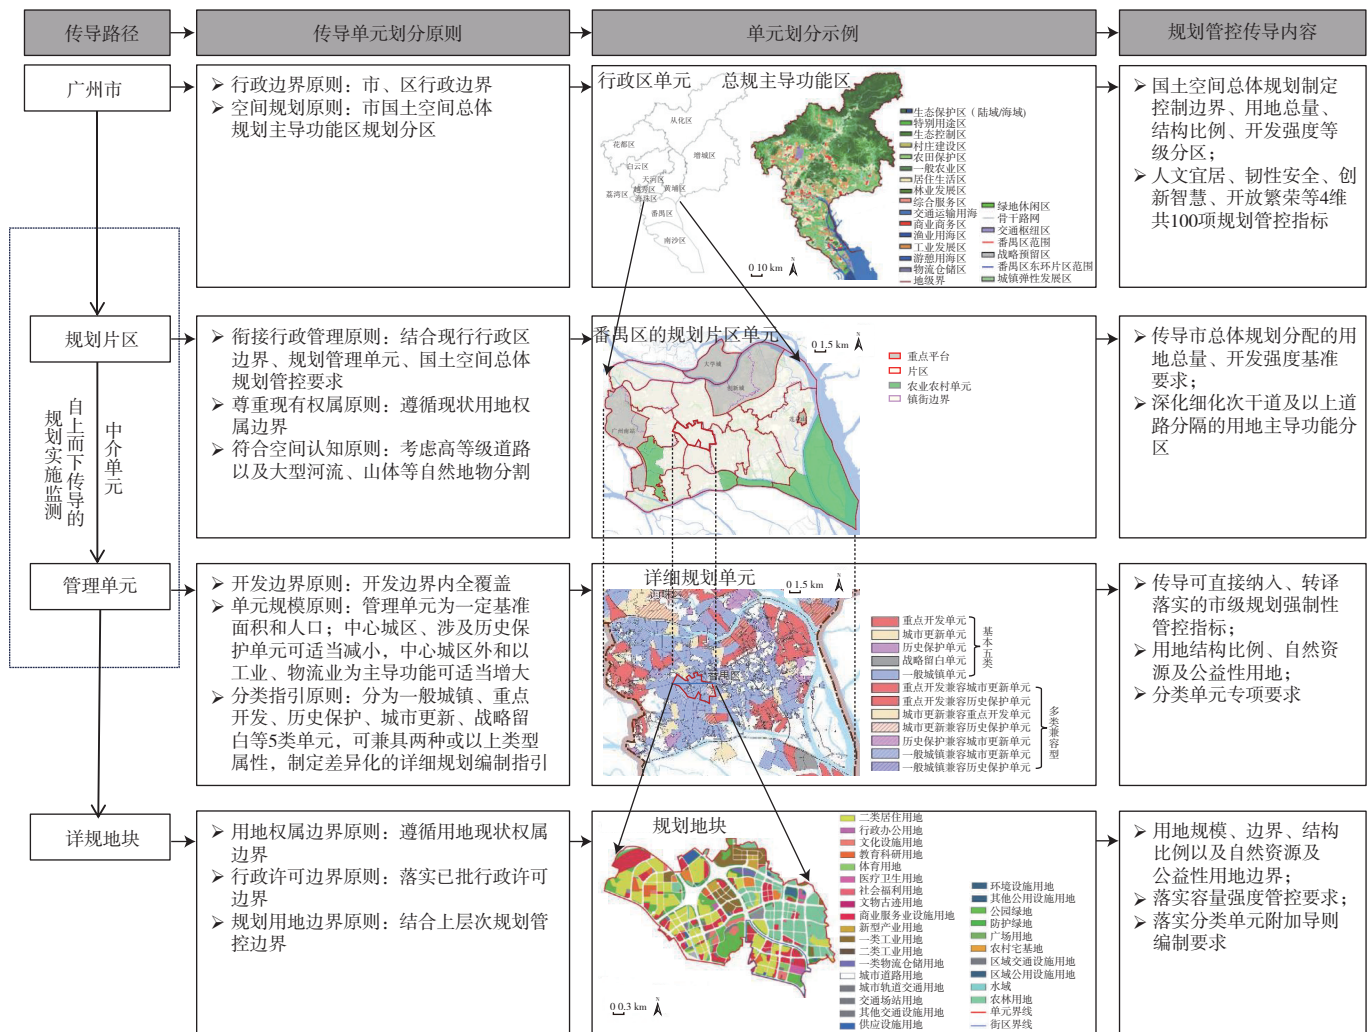 传导路径
传导单元划分原则
单元划分示例
规划管控传导内容
广州市
➢ 行政边界原则：市、区行政边界
➢ 空间规划原则：市国土空间总体
规划主导功能区规划分区
行政区单元
总规主导功能区
从化区
花都区
增城区
白云区
天河区
越秀区
黄埔区
荔湾区
海珠区
番禺区
南沙区
0 10 km
N
生态保护区（陆域/海域）
特别用途区
生态控制区
村庄建设区
农田保护区
一般农业区
居住生活区
林业发展区
综合服务区
交通运输用海
商业商务区
渔业用海区
工业发展区
游憩用海区
物流仓储区
地级界
绿地休闲区
骨干路网
交通枢纽区
番禺区范围
战略预留区
番禺区东环片区范围
城镇弹性发展区
➢ 国土空间总体规划制定
控制边界、用地总量、
结构比例、开发强度等
级分区；
➢ 人文宜居、韧性安全、创
新智慧、开放繁荣等4维
共100项规划管控指标
规划片区
➢ 衔接行政管理原则：结合现行行政区
边界、规划管理单元、国土空间总体
规划管控要求
➢ 尊重现有权属原则：遵循现状用地权
属边界
➢ 符合空间认知原则：考虑高等级道路
以及大型河流、山体等自然地物分割
番禺区的规划片区单元
0 1.5 km
N
大学城
创新城
广州南站
重点平台
片区
农业农村单元
镇街边界
➢ 传导市总体规划分配的用
地总量、开发强度基准
要求；
➢ 深化细化次干道及以上道
路分隔的用地主导功能分
区
自上而下传导的
规划实施监测
中介单元
管理单元
➢ 开发边界原则：开发边界内全覆盖
➢ 单元规模原则：管理单元为一定基准
面积和人口；中心城区、涉及历史保
护单元可适当减小，中心城区外和以
工业、物流业为主导功能可适当增大
➢ 分类指引原则：分为一般城镇、重点
开发、历史保护、城市更新、战略留
白等5类单元，可兼具两种或以上类型
属性，制定差异化的详细规划编制指引
详细规划单元
0 1.5 km
N
番禺区
重点开发单元
城市更新单元
历史保护单元
战略留白单元
一般城镇单元
基本五类
重点开发兼容城市更新单元
重点开发兼容历史保护单元
城市更新兼容重点开发单元
城市更新兼容历史保护单元
历史保护兼容城市更新单元
一般城镇兼容城市更新单元
一般城镇兼容历史保护单元
多类兼容型
➢ 传导可直接纳入、转译
落实的市级规划强制性
管控指标；
➢ 用地结构比例、自然资
源及公益性用地；
➢ 分类单元专项要求
详规地块
➢ 用地权属边界原则：遵循用地现状权属
边界
➢ 行政许可边界原则：落实已批行政许可
边界
➢ 规划用地边界原则：结合上层次规划管
控边界
规划地块
0 0.3 km
N
二类居住用地
行政办公用地
文化设施用地
教育科研用地
体育用地
医疗卫生用地
社会福利用地
文物古迹用地
商业服务业设施用地
新型产业用地
一类工业用地
二类工业用地
一类物流仓储用地
城市道路用地
城市轨道交通用地
交通场站用地
其他交通设施用地
供应设施用地
环境设施用地
其他公用设施用地
公园绿地
防护绿地
广场用地
农村宅基地
区域交通设施用地
区域公用设施用地
水域
农林用地
单元界线
街区界线
➢ 用地规模、边界、结构
比例以及自然资源及
公益性用地边界；
➢ 落实容量强度管控要求；
➢ 落实分类单元附加导则
编制要求